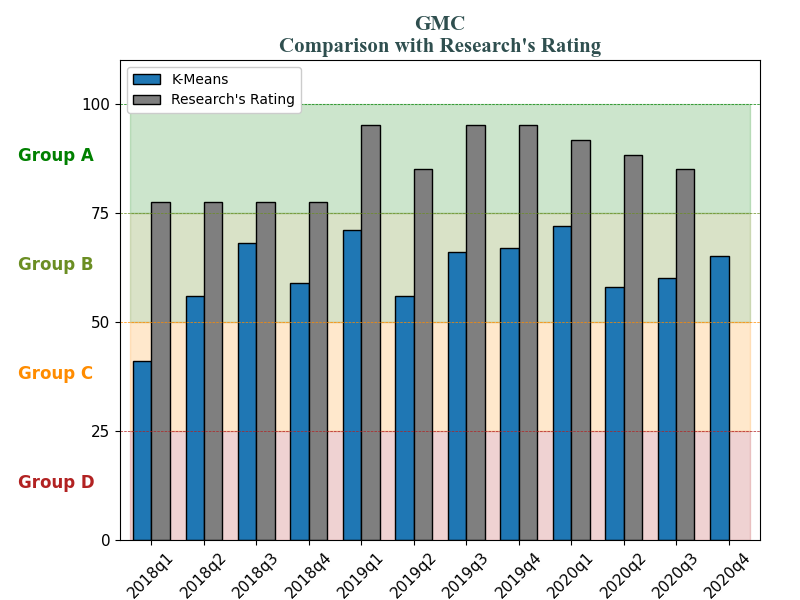 GMC
Comparison with Research's Rating
K-Means
Research's Rating
100
Group A
75
Group B
50
Group C
25
Group D
0
2018q1
2018q2
2018q3
2018q4
2019q1
2019q2
2019q3
2019q4
2020q1
2020q2
2020q3
2020q4